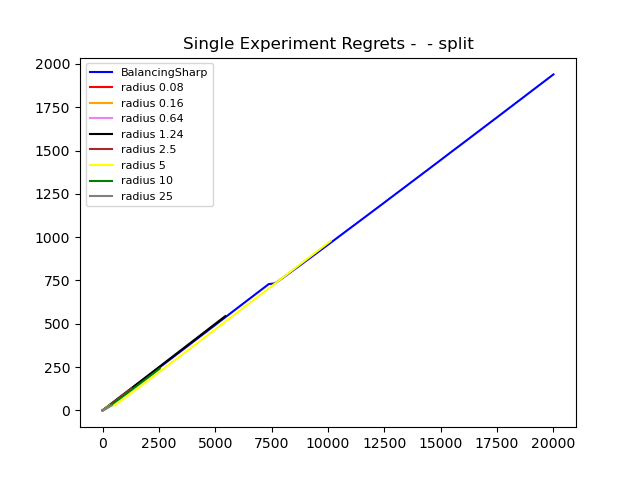 Single Experiment Regrets -  - split
2000
1750
1500
1250
1000
750
500
250
0
BalancingSharp
radius 0.08
radius 0.16
radius 0.64
radius 1.24
radius 2.5
radius 5
radius 10
radius 25
0 2500 5000 7500 10000 12500 15000 17500 20000